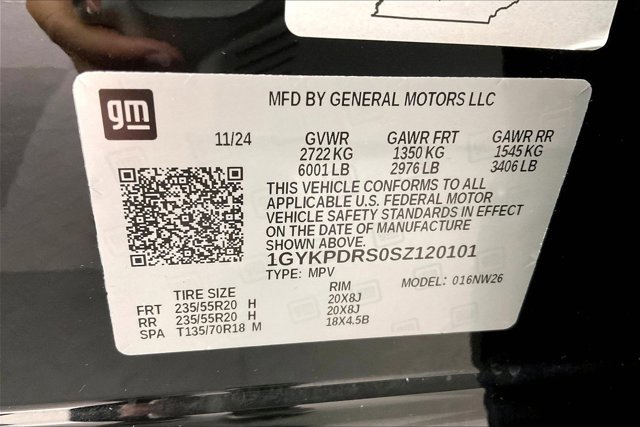 gm
MFD BY GENERAL MOTORS LLC
11/24 GVWR GAWR FRT GAWR RR
2722 KG 1350 KG 1545 KG
6001 LB 2976 LB 3406 LB
THIS VEHICLE CONFORMS TO ALL
APPLICABLE U.S. FEDERAL MOTOR
VEHICLE SAFETY STANDARDS IN EFFECT
ON THE DATE OF MANUFACTURE
SHOWN ABOVE.
1GYKPDRS0SZ120101
TYPE: MPV MODEL: 016NW26
TIRE SIZE RIM
FRT 235/55R20 H 20X8J
RR 235/55R20 H 20X8J
SPA T135/70R18 M 18X4.5B